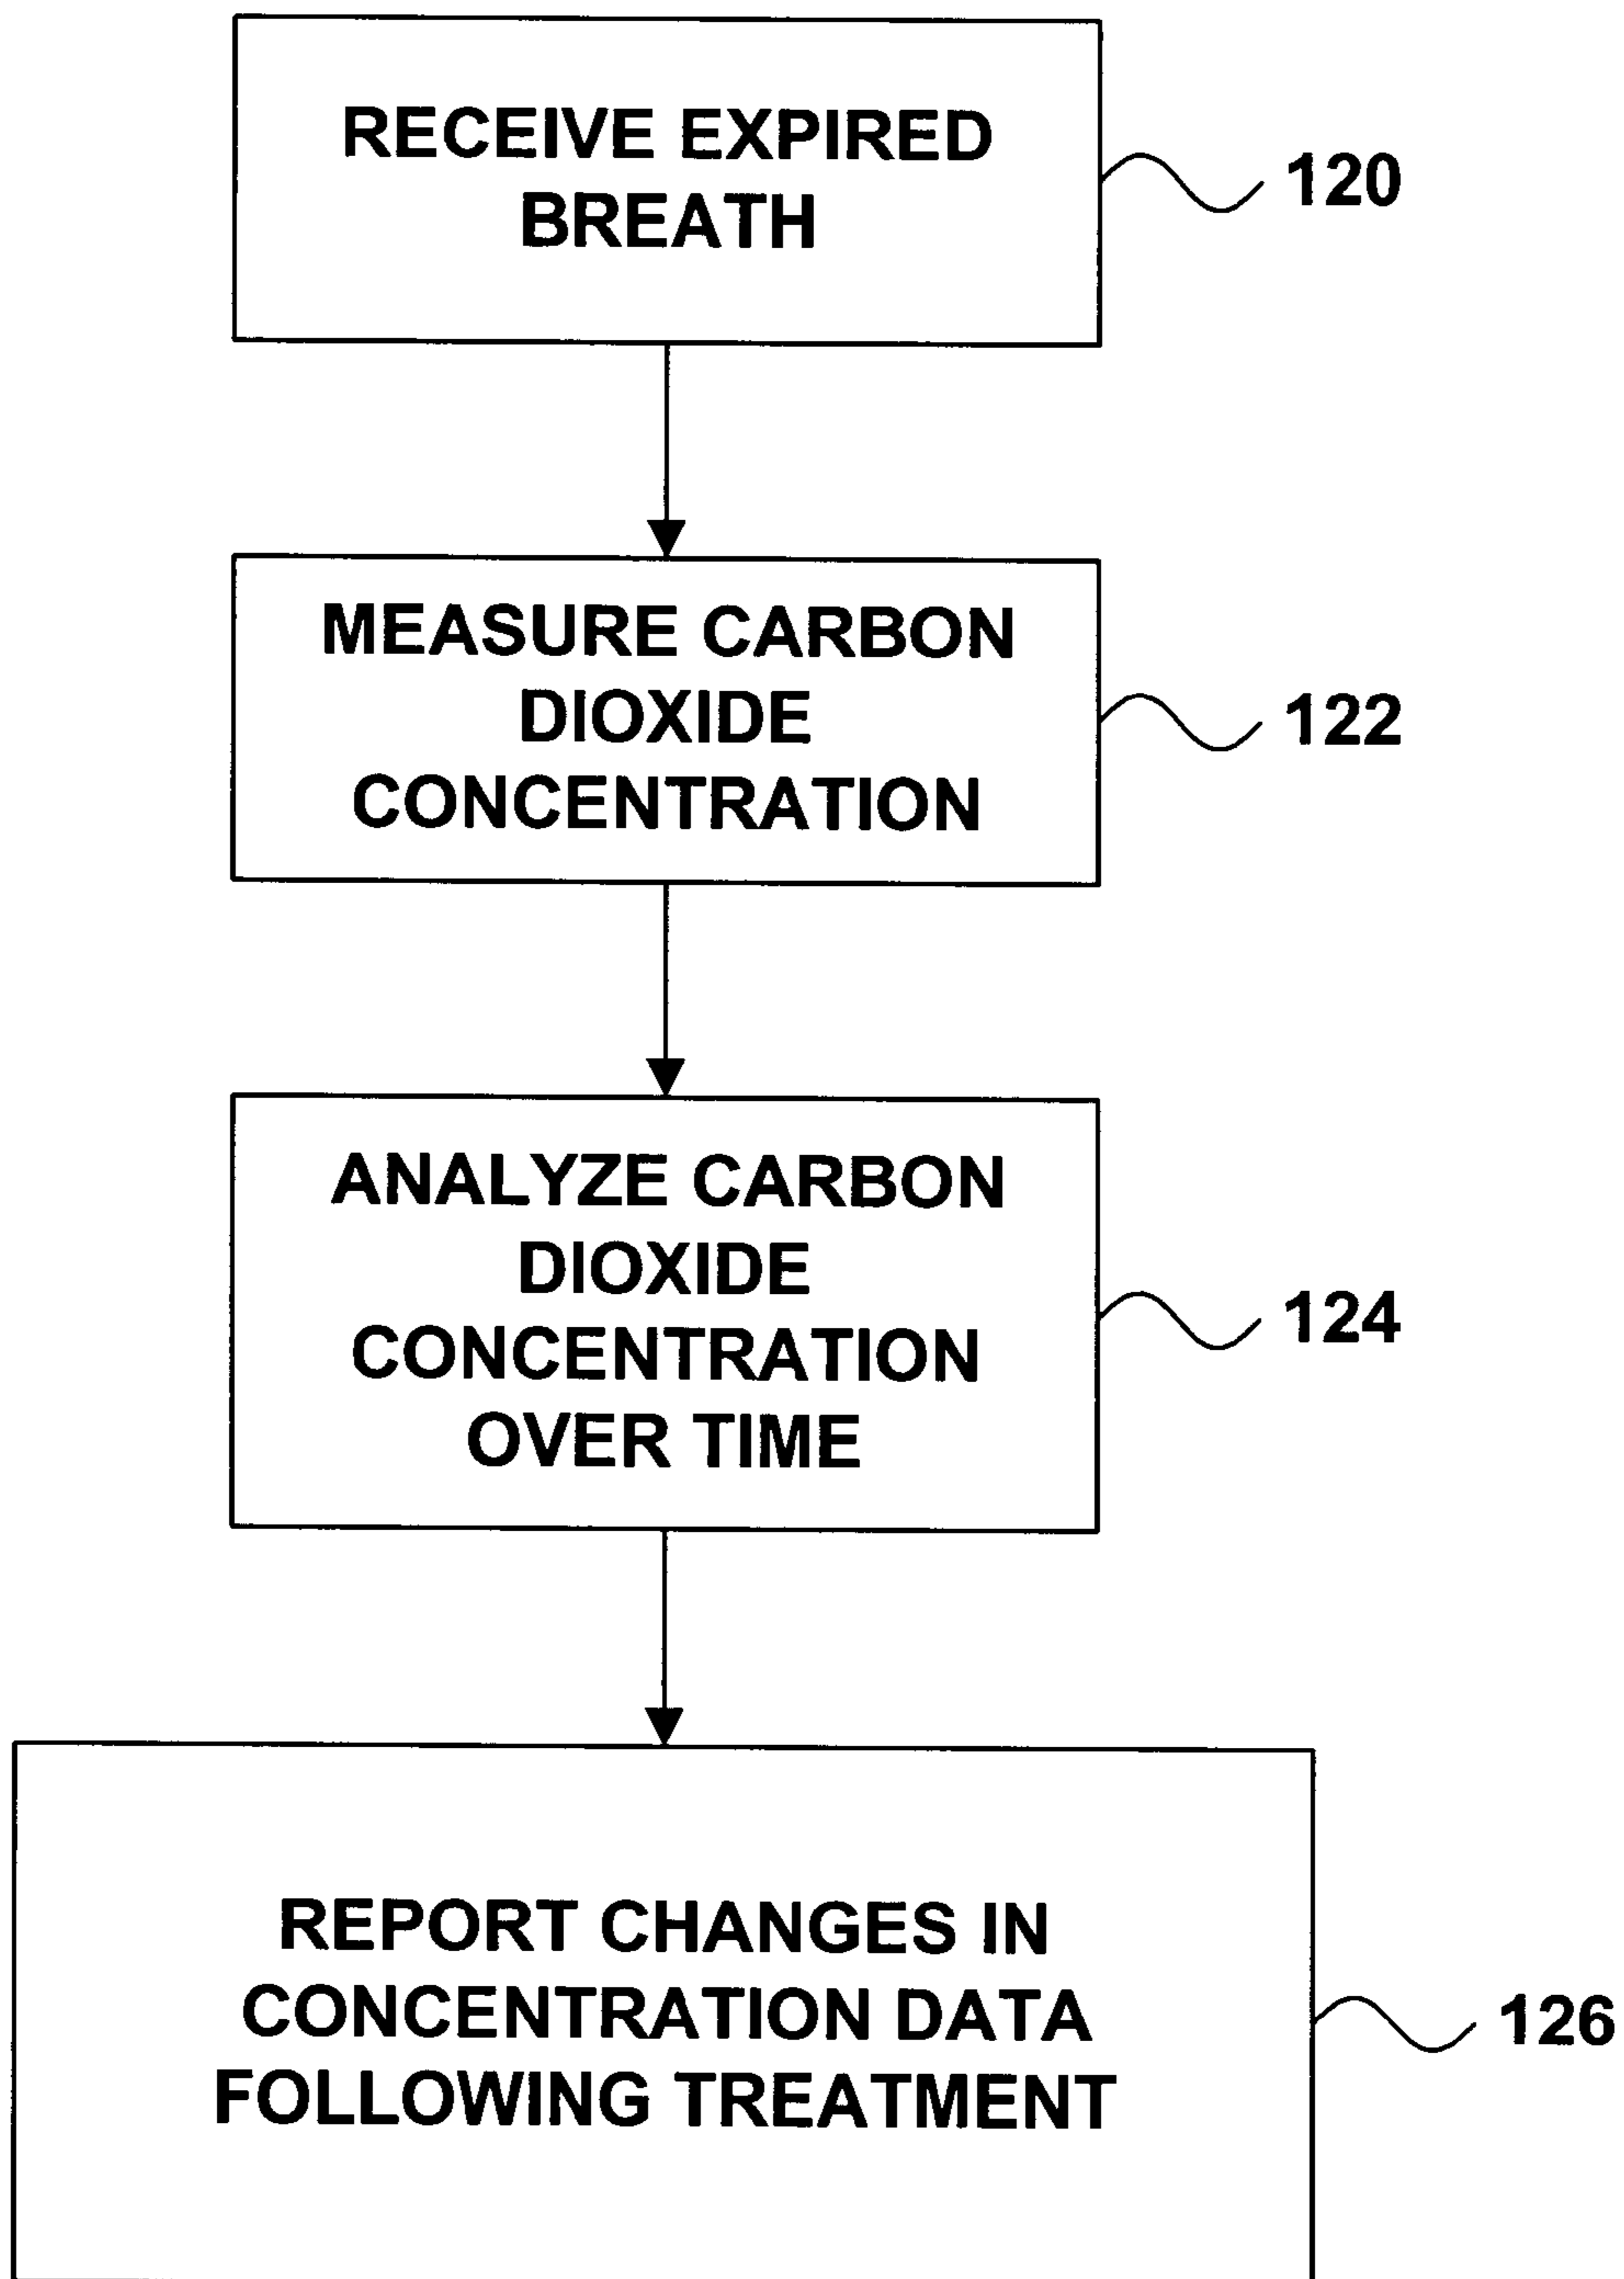 RECEIVE EXPIRED
BREATH
120
MEASURE CARBON
DIOXIDE
CONCENTRATION
122
ANALYZE CARBON
DIOXIDE
CONCENTRATION
OVER TIME
124
REPORT CHANGES IN
CONCENTRATION DATA
FOLLOWING TREATMENT
126